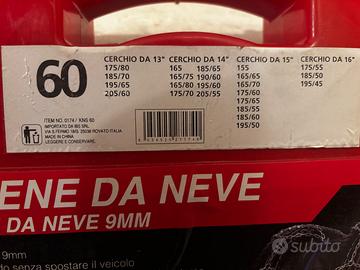 60
CERCHIO DA 13"
175/80
185/70
195/65
205/60
CERCHIO DA 14"
165 185/65
165/75 190/60
165/80 195/60
175/70 205/55
CERCHIO DA 15"
155
165/65
165/70
175/60
175/65
185/55
185/60
195/50
CERCHIO DA 16"
175/55
185/50
195/45
ITEM NO. 0174 / KNS 60
IMPORTATO DA IBS SRL
VIA S.FERMO 18/S. 25038 ROVATO ITALIA
MADE IN CHINA
LEGGERE E CONSERVARE.
ENE DA NEVE
DA NEVE 9MM
9mm
do senza spostare il veicolo
subito